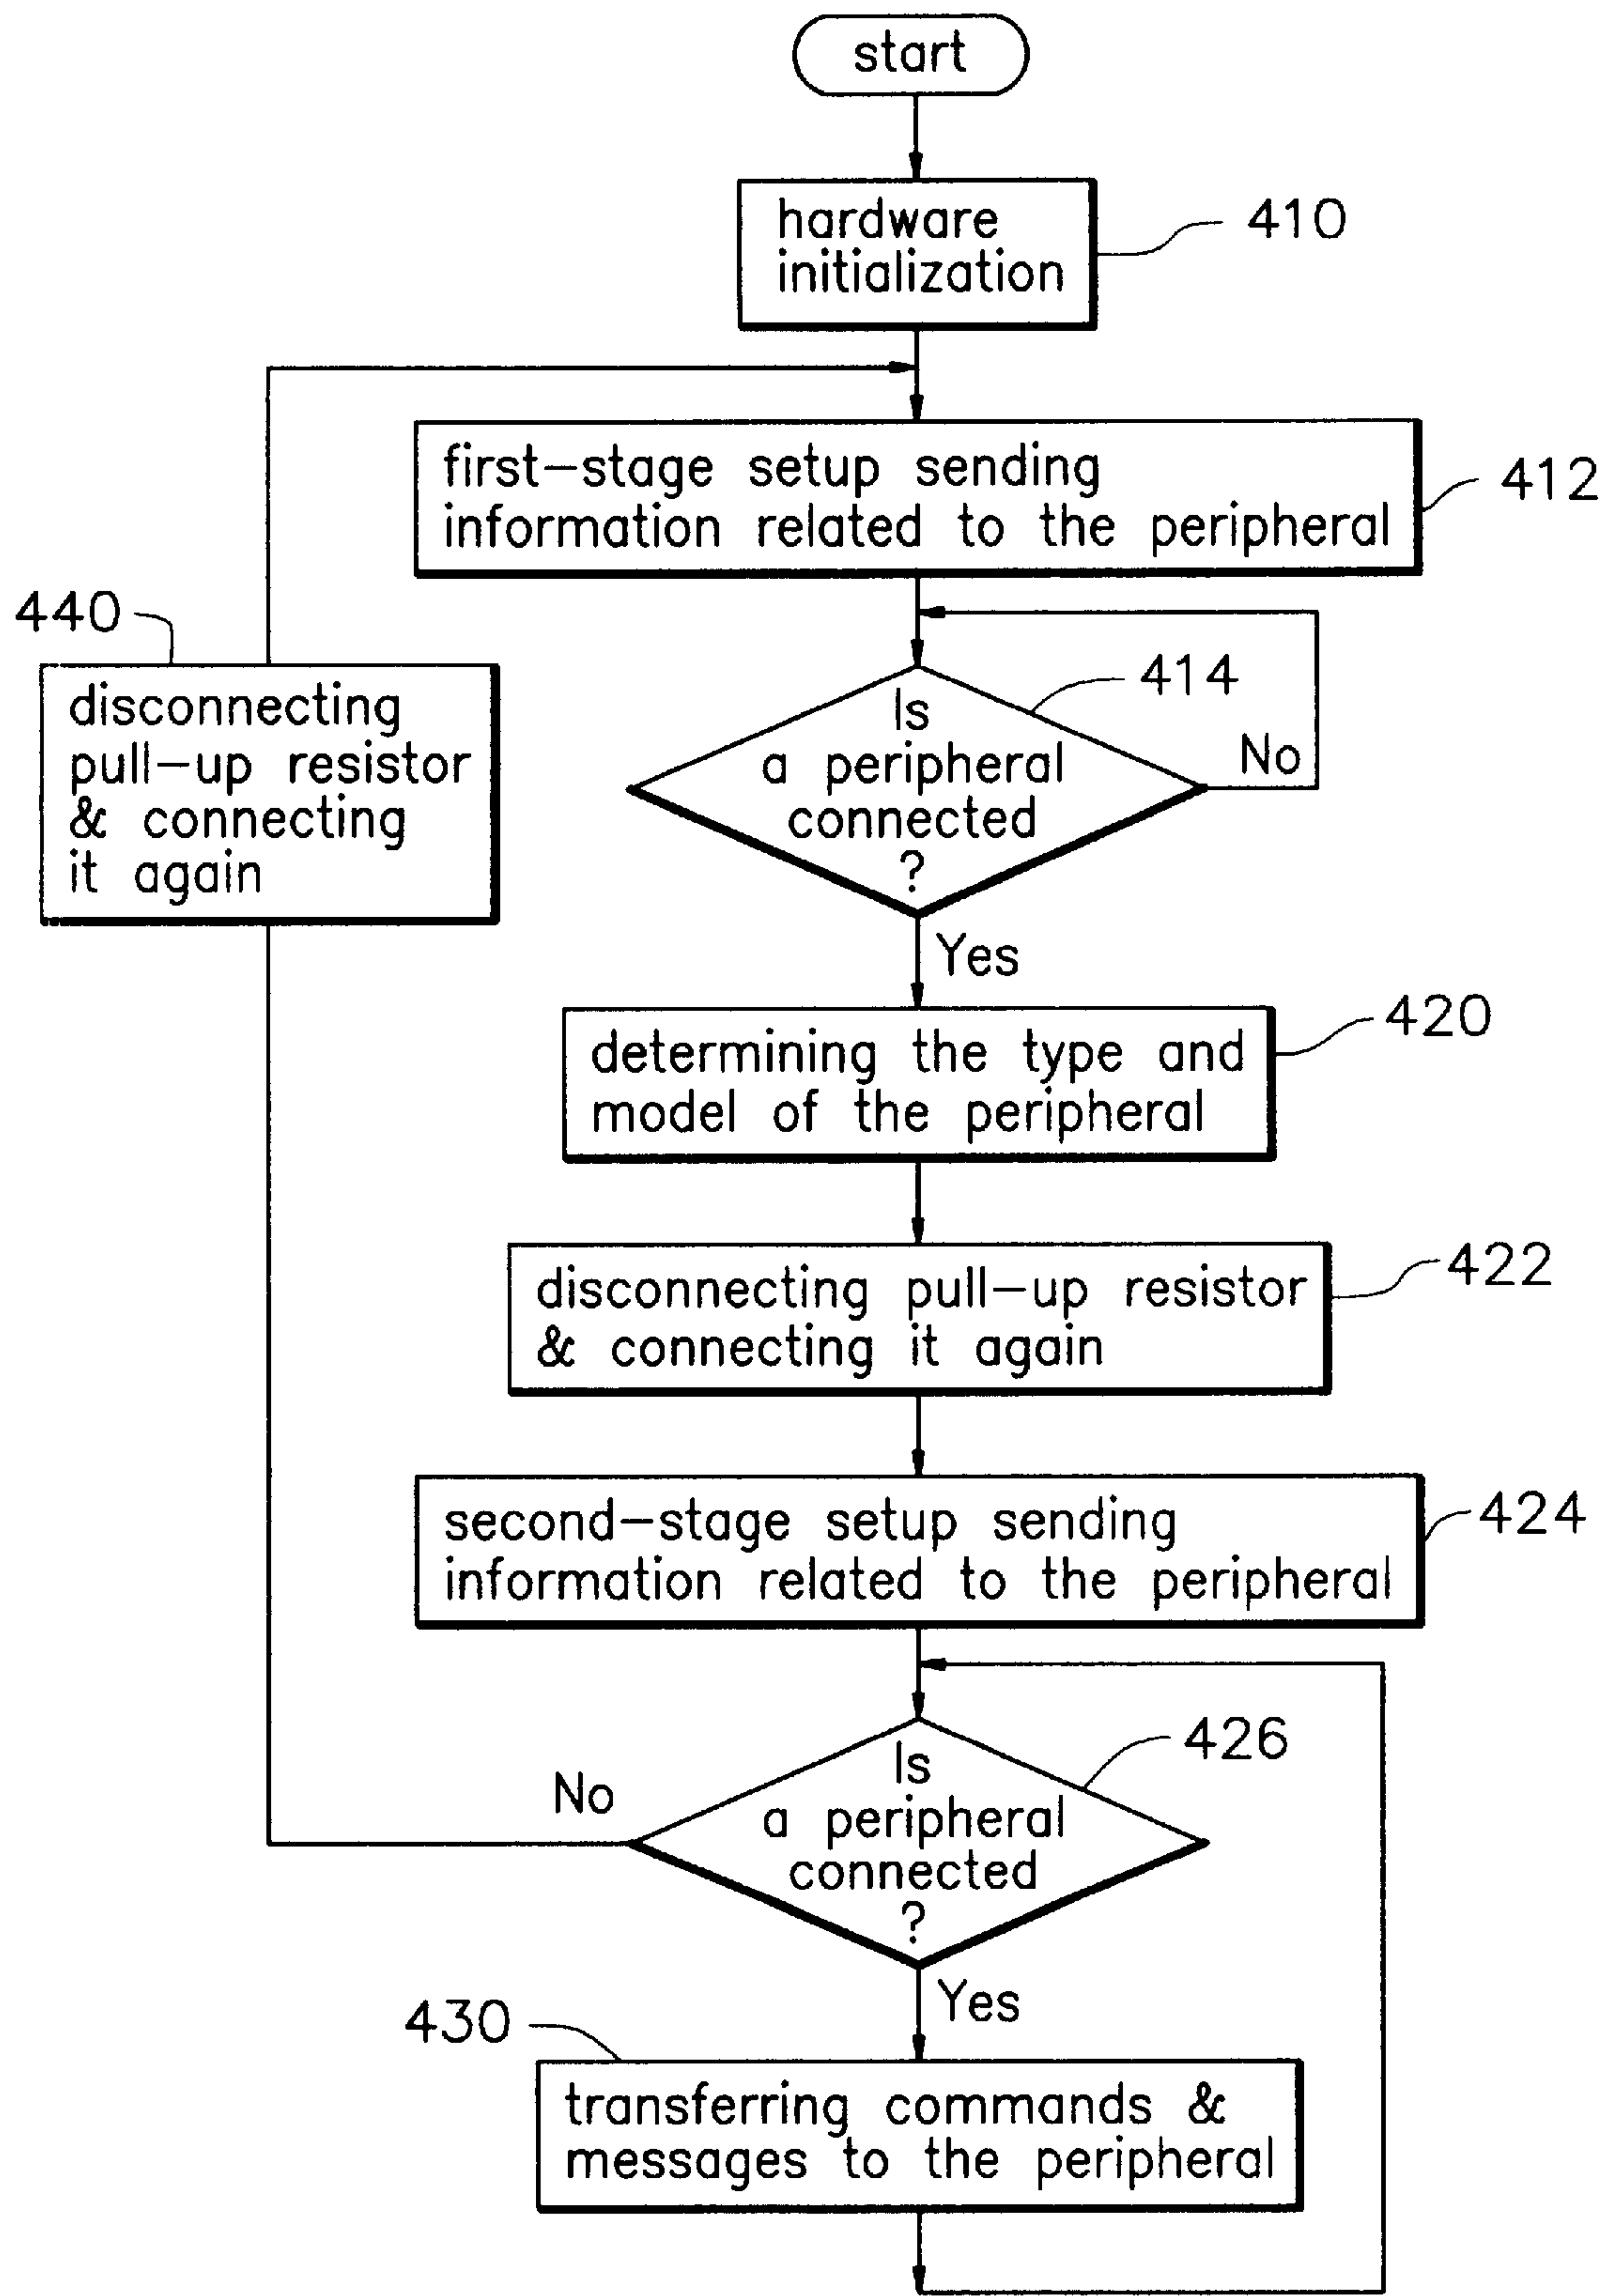 start
hardware
initialization
410
first-stage setup sending
information related to the peripheral
412
440
disconnecting
pull-up resistor
& connecting
it again
414
Is
a peripheral
connected
?
No
Yes
420
determining the type and
model of the peripheral
422
disconnecting pull-up resistor
& connecting it again
424
second-stage setup sending
information related to the peripheral
426
Is
a peripheral
connected
?
No
Yes
430
transferring commands &
messages to the peripheral